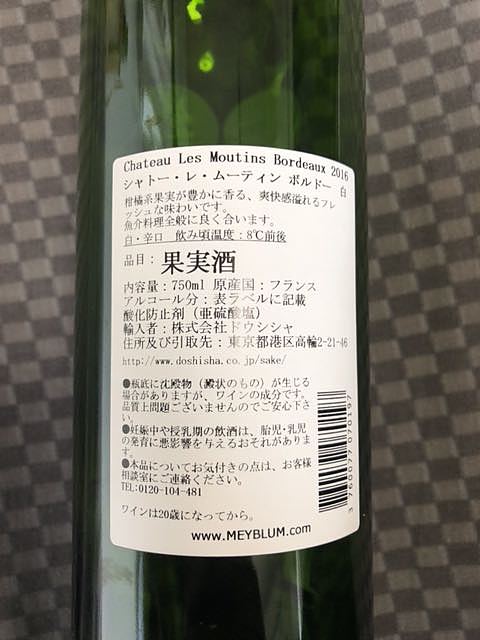 Chateau Les Moutins Bordeaux 2016
シャトー・レ・ムーティン ボルドー 白
柑橘系果実が豊かに香る、爽快感溢れるフレ
ッシュな味わいです。
魚介料理全般に良く合います。
白・辛口 飲み頃温度:8℃前後
品目:果実酒
内容量:750ml 原産国:フランス
アルコール分:表ラベルに記載
酸化防止剤(亜硫酸塩)
輸入者:株式会社ドウシシャ
住所及び引取先:東京都港区高輪2-21-46
http://www.doshisha.co.jp/sake/
●瓶底に沈殿物(澱状のもの)が生じる
場合がありますが、ワインの成分です。
品質上問題ございませんのでご安心下さ
い。
●妊娠中や授乳期の飲酒は、胎児・乳児
の発育に悪影響を与えるおそれがありま
す。
●本品についてお気付きの点は、お客様
相談室にご連絡ください。
TEL:0120-104-481
ワインは20歳になってから。
www.MEYBLUM.com
3 760077 070197